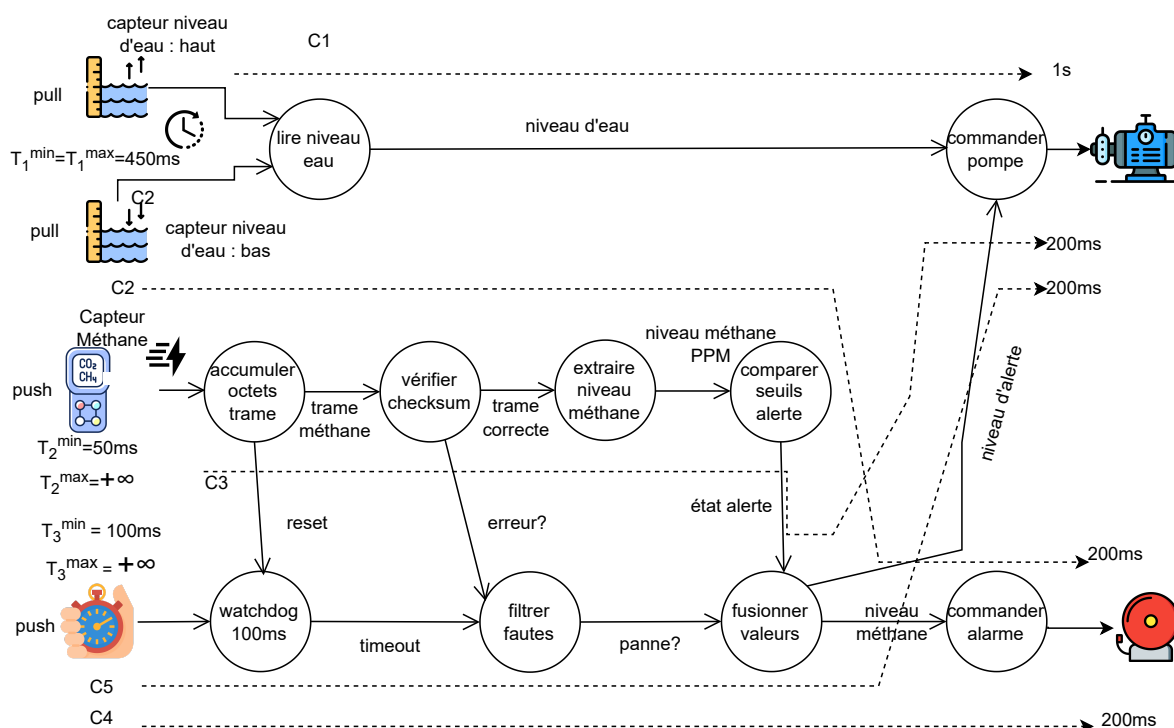 capteur niveau
d'eau : haut
C1
1s
pull
lire niveau
eau
niveau d'eau
commander
pompe
T1min=T1max=450ms
C2
pull
capteur niveau
d'eau : bas
200ms
C2
200ms
Capteur
Méthane
CO2
CH4
push
accumuler
octets
trame
trame
méthane
vérifier
checksum
trame
correcte
extraire
niveau
méthane
niveau méthane
PPM
comparer
seuils
alerte
niveau d'alerte
T2min=50ms
T2max=+∞
C3
reset
erreur?
état alerte
T3min = 100ms
T3max = +∞
200ms
push
watchdog
100ms
timeout
filtrer
fautes
panne?
fusionner
valeurs
niveau
méthane
commander
alarme
C5
C4
200ms